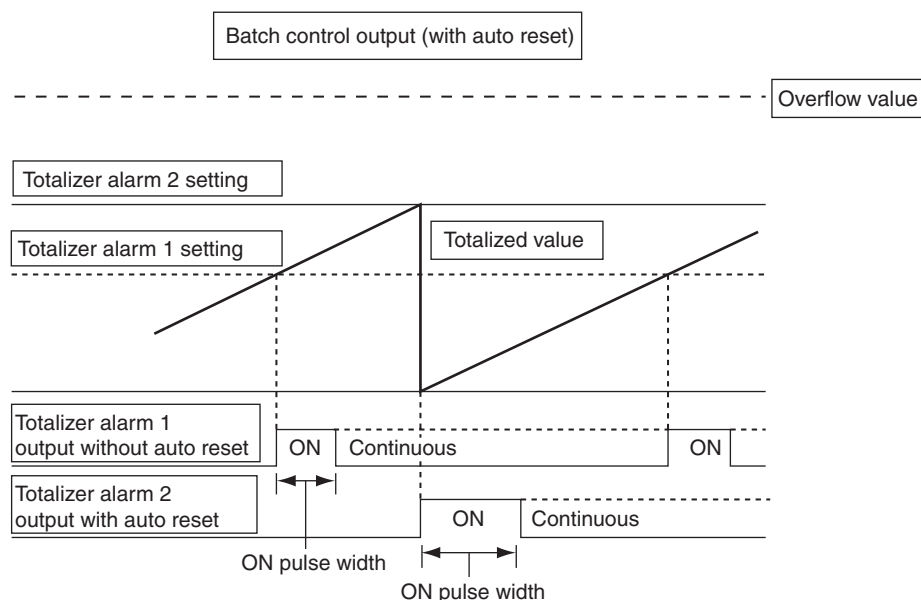 Batch control output (with auto reset)
Overflow value
Totalizer alarm 2 setting
Totalizer alarm 1 setting
Totalized value
Totalizer alarm 1
output without auto reset
ON
Continuous
ON
Totalizer alarm 2
output with auto reset
ON
Continuous
ON pulse width
ON pulse width